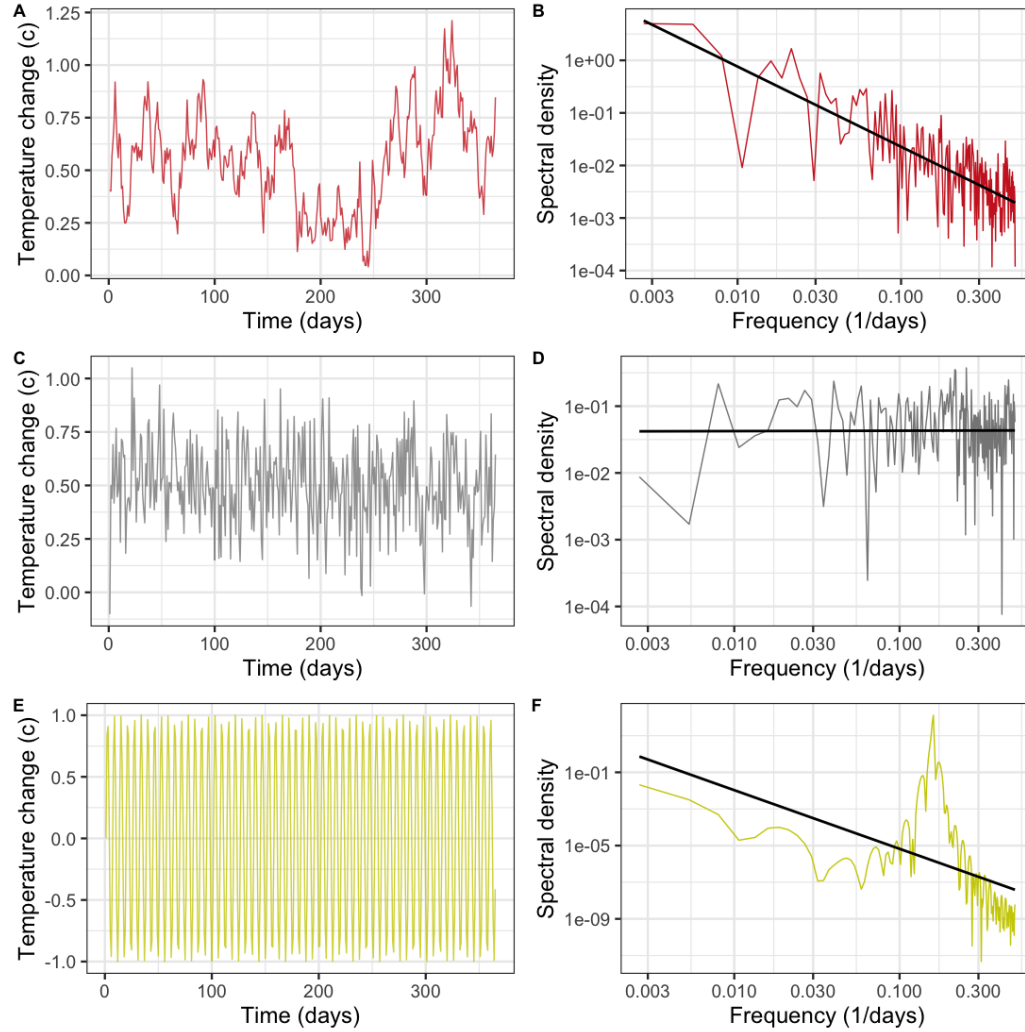 A
Temperature change (c)
1.25
1.00
0.75
0.50
0.25
0.00
0
100
200
300
Time (days)
B
Spectral density
1e+00
1e-01
1e-02
1e-03
1e-04
0.003
0.010
0.030
0.100
0.300
Frequency (1/days)
C
Temperature change (c)
1.00
0.75
0.50
0.25
0.00
0
100
200
300
Time (days)
D
Spectral density
1e-01
1e-02
1e-03
1e-04
0.003
0.010
0.030
0.100
0.300
Frequency (1/days)
E
Temperature change (c)
1.0
0.5
0.0
-0.5
-1.0
0
100
200
300
Time (days)
F
Spectral density
1e-01
1e-05
1e-09
0.003
0.010
0.030
0.100
0.300
Frequency (1/days)